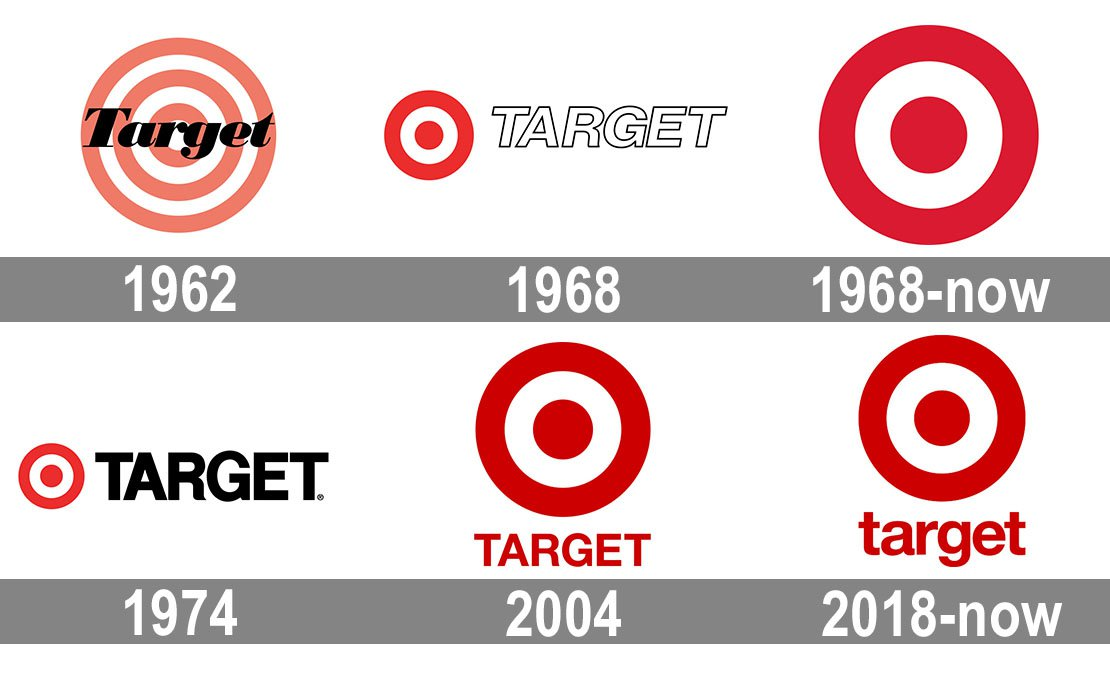 Target
TARGET
1962
1968
1968-now
TARGET®
TARGET
target
1974
2004
2018-now